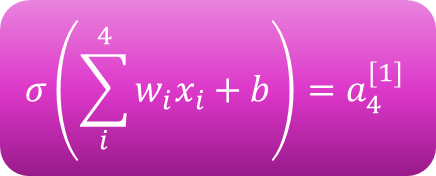 σ(∑_{i}^{4} w_i x_i + b) = a_4^{[1]}